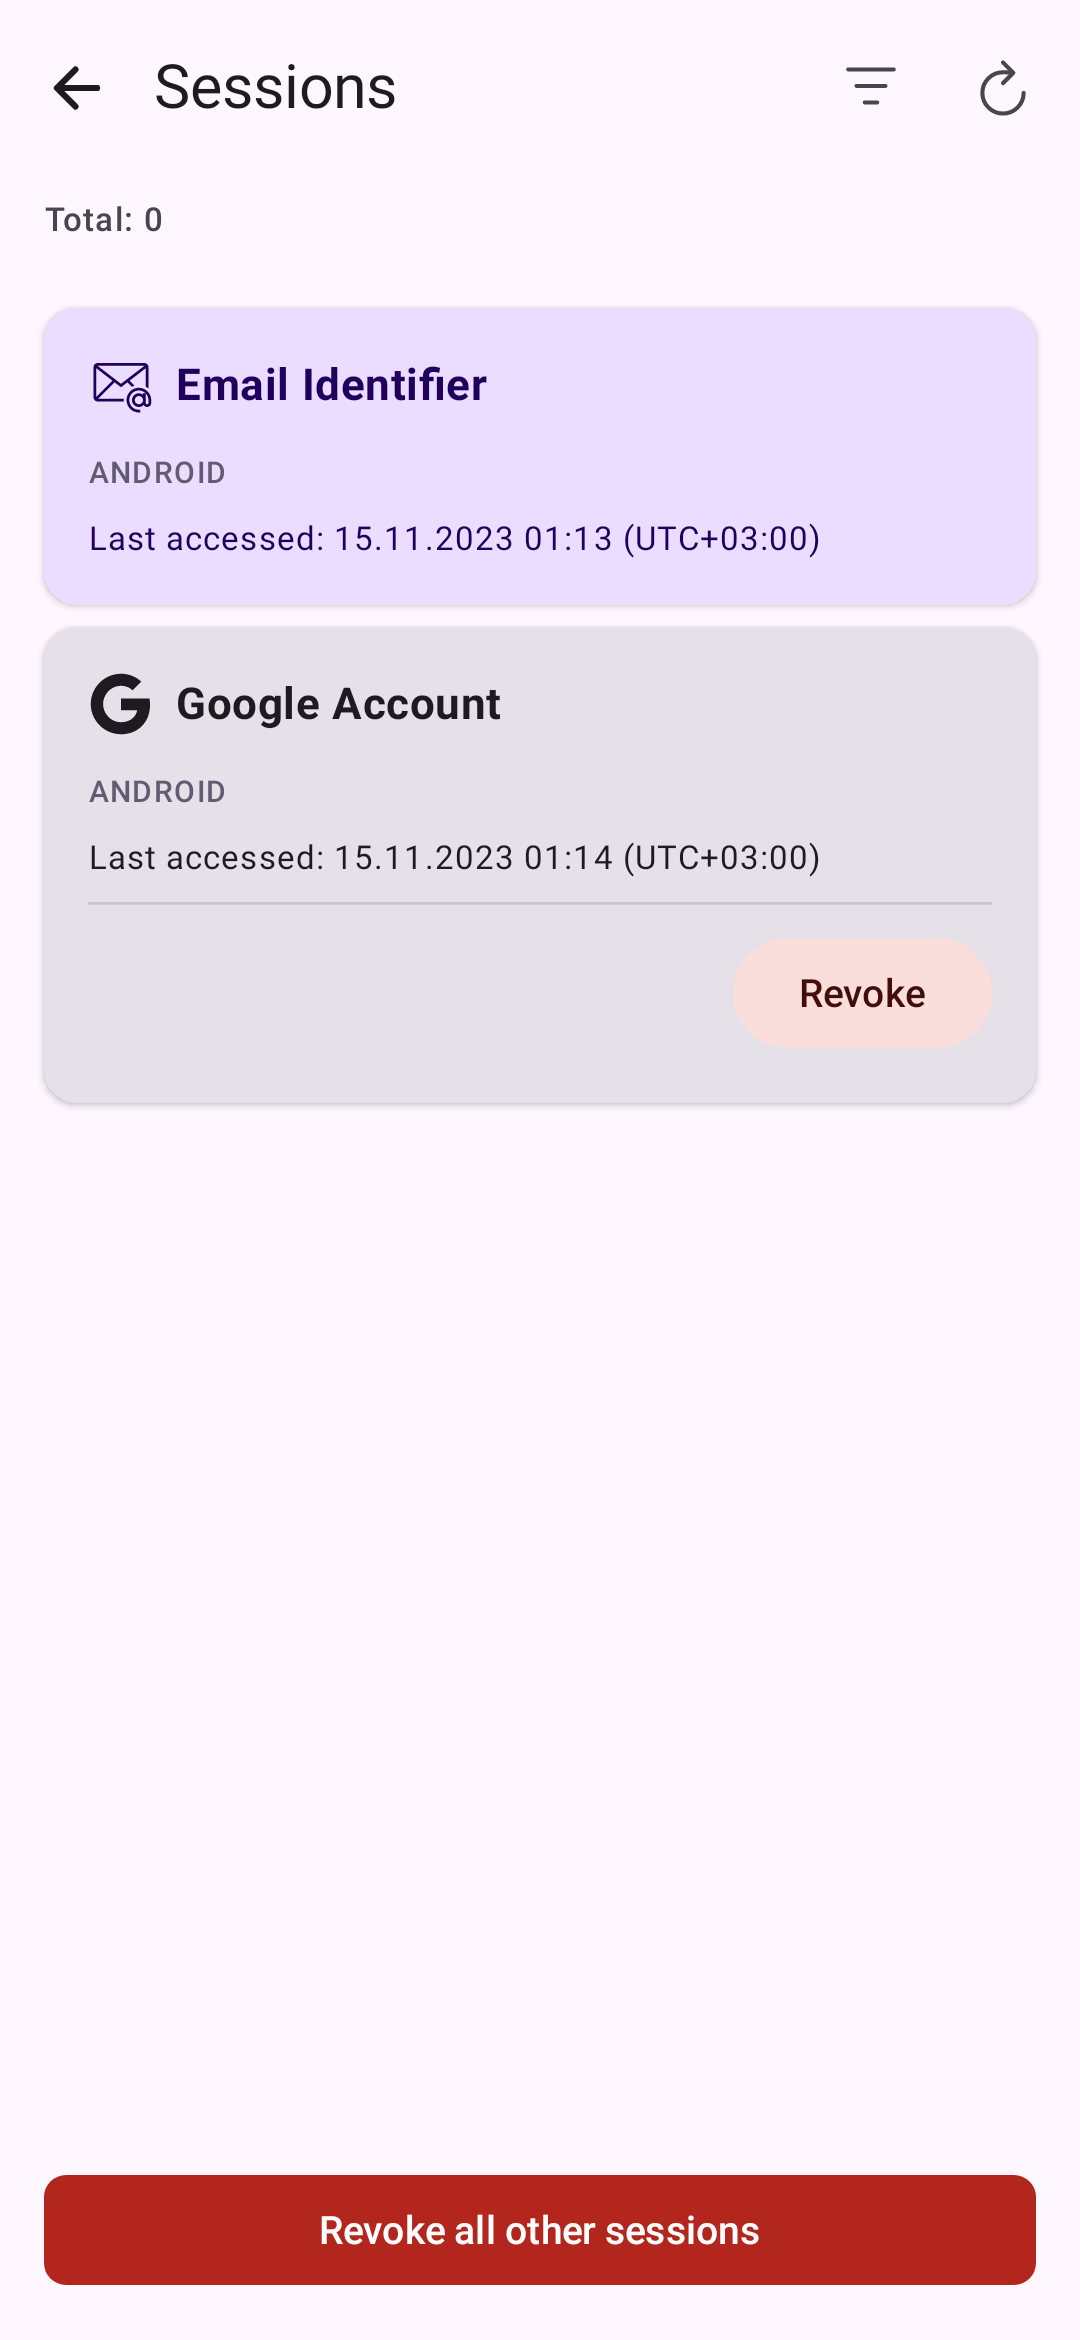 Sessions
Total: 0
Email Identifier
ANDROID
Last accessed: 15.11.2023 01:13 (UTC+03:00)
Google Account
ANDROID
Last accessed: 15.11.2023 01:14 (UTC+03:00)
Revoke
Revoke all other sessions